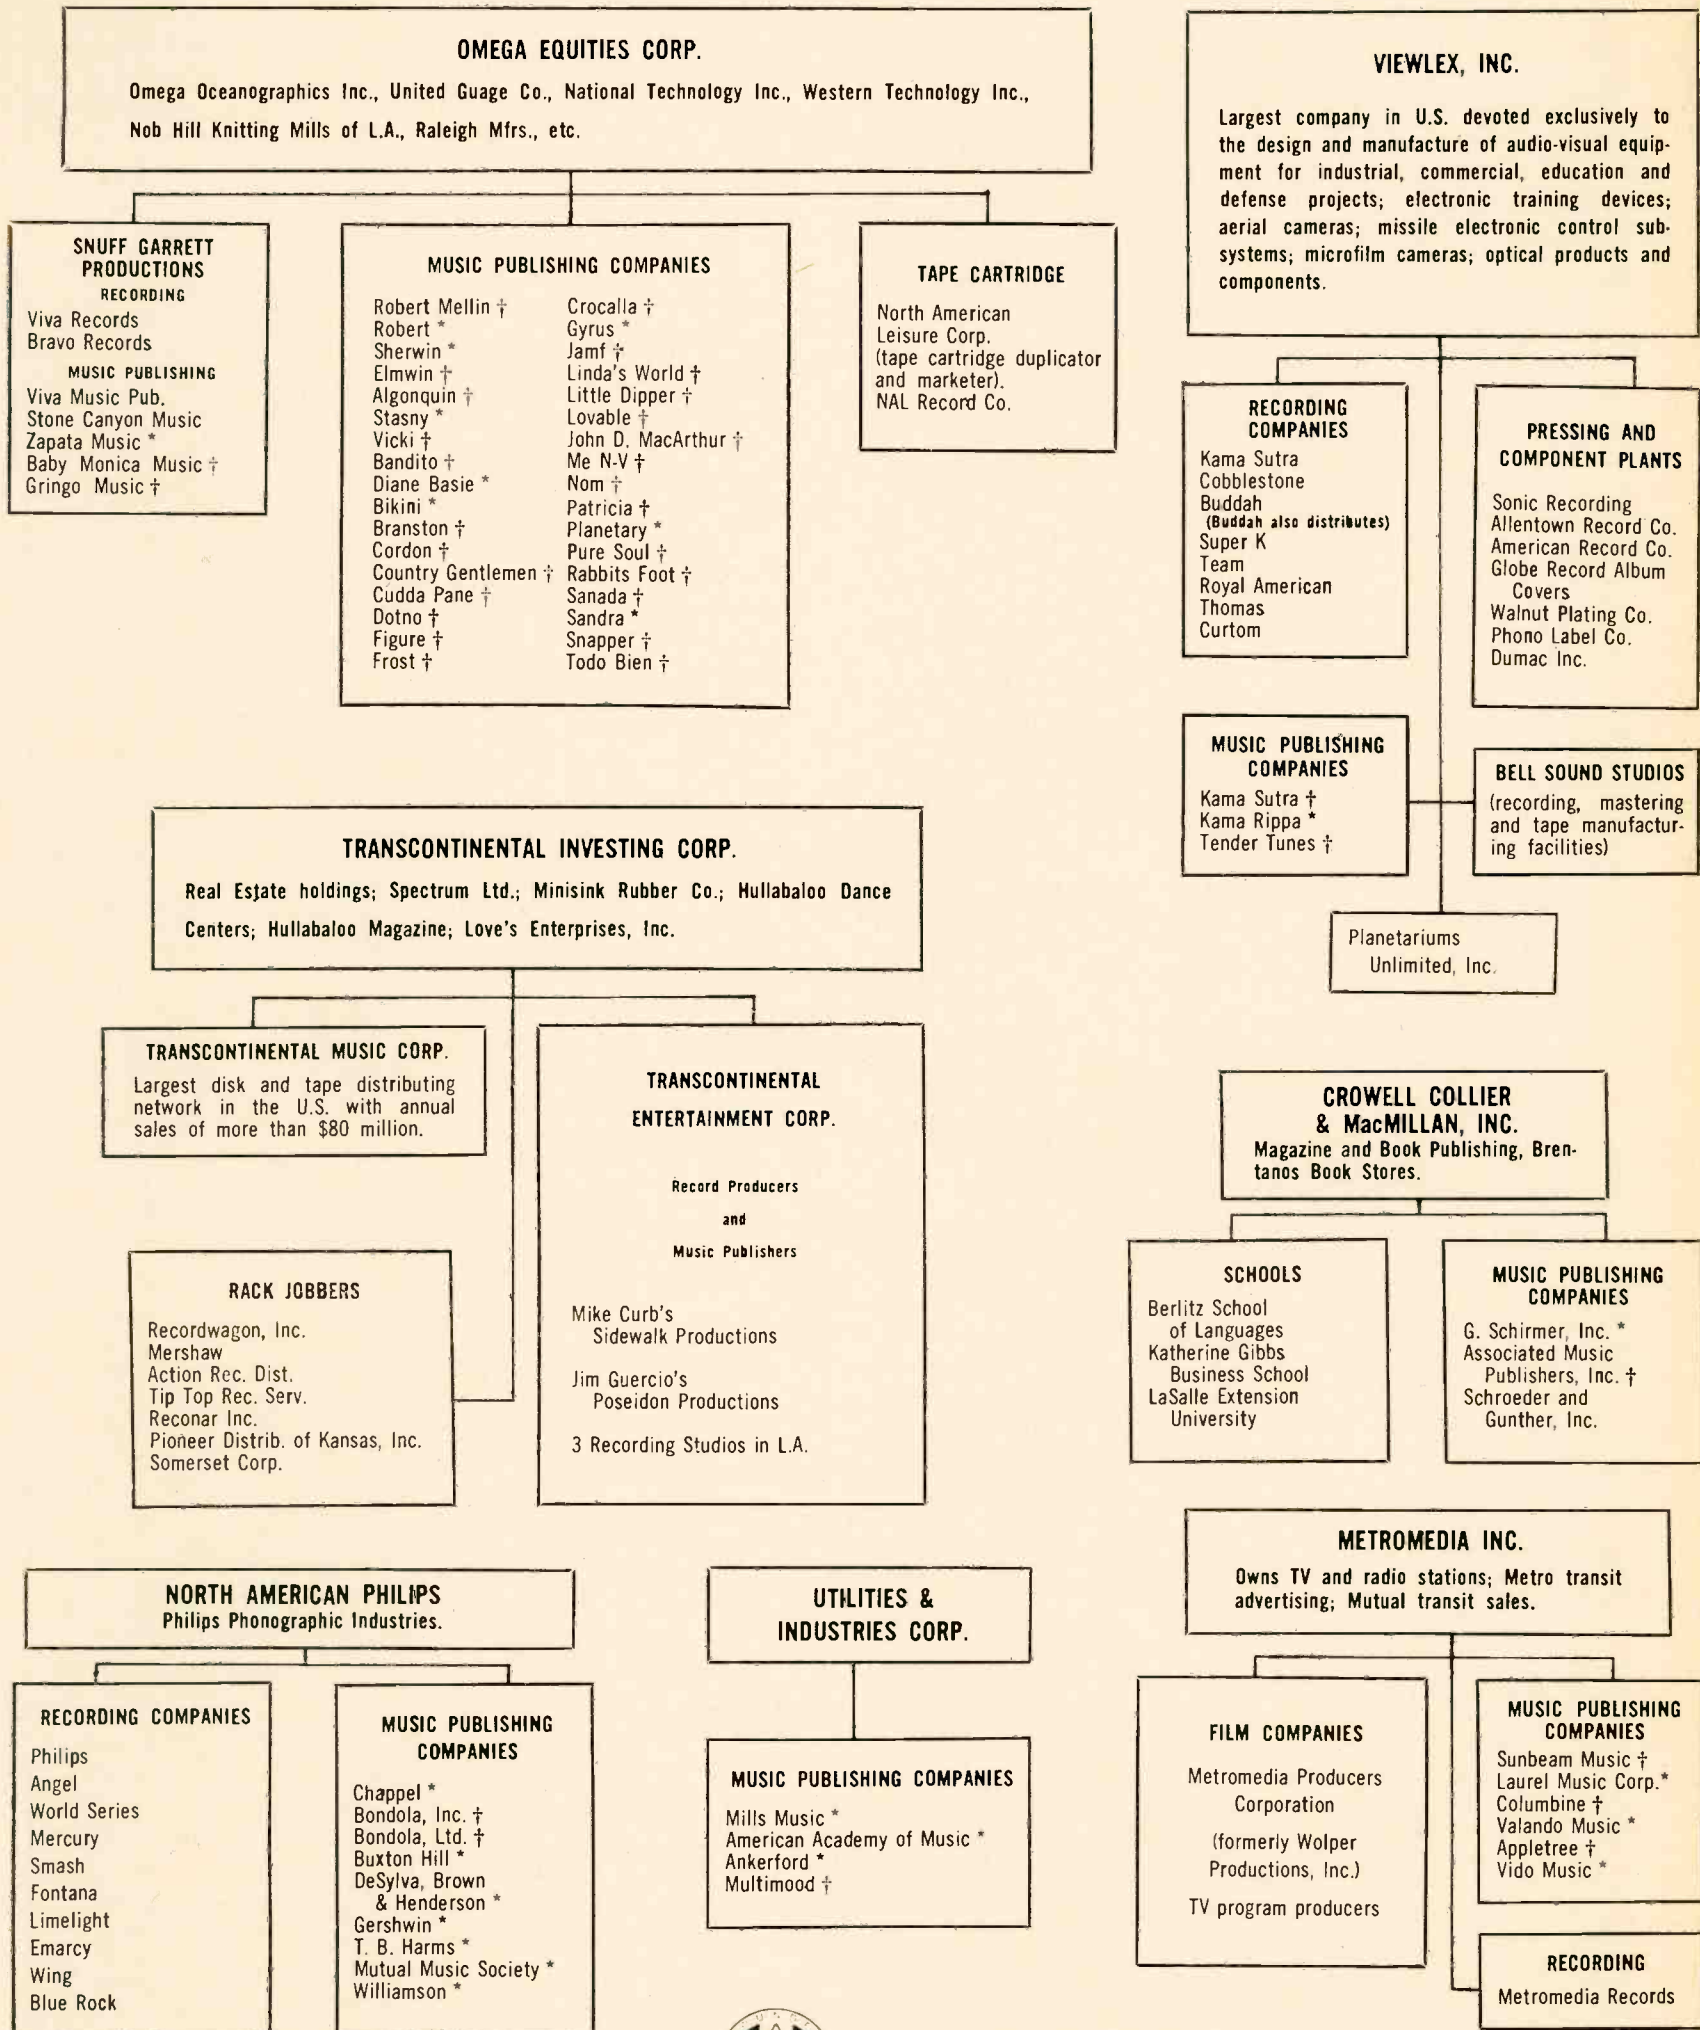 OMEGA EQUITIES CORP.
Omega Oceanographics Inc., United Guage Co., National Technology Inc., Western Technology Inc.,
Nob Hill Knitting Mills of L.A., Raleigh Mfrs., etc.
SNUFF GARRETT
PRODUCTIONS
RECORDING
Viva Records
Bravo Records
MUSIC PUBLISHING
Viva Music Pub.
Stone Canyon Music
Zapata Music *
Baby Monica Music †
Gringo Music †
MUSIC PUBLISHING COMPANIES
Robert Mellin †
Robert *
Sherwin *
Elmwin †
Algonquin †
Stasny *
Vicki †
Bandito †
Diane Basie *
Bikini *
Branston †
Cordon †
Country Gentlemen †
Cudda Pane †
Dotno †
Figure †
Frost †
Crocalla †
Gyrus *
Jamf †
Linda's World †
Little Dipper †
Lovable †
John D. MacArthur †
Me N-V †
Nom †
Patricia †
Planetary *
Pure Soul †
Rabbits Foot †
Sanada †
Sandra *
Snapper †
Todo Bien †
TAPE CARTRIDGE
North American
Leisure Corp.
(tape cartridge duplicator
and marketer).
NAL Record Co.
VIEWLEX, INC.
Largest company in U.S. devoted exclusively to
the design and manufacture of audio-visual equip-
ment for industrial, commercial, education and
defense projects; electronic training devices;
aerial cameras; missile electronic control sub-
systems; microfilm cameras; optical products and
components.
RECORDING
COMPANIES
Kama Sutra
Cobblestone
Buddah
(Buddah also distributes)
Super K
Team
Royal American
Thomas
Curtom
PRESSING AND
COMPONENT PLANTS
Sonic Recording
Allentown Record Co.
American Record Co.
Globe Record Album
Covers
Walnut Plating Co.
Phono Label Co.
Dumac Inc.
MUSIC PUBLISHING
COMPANIES
Kama Sutra †
Kama Rippa *
Tender Tunes †
BELL SOUND STUDIOS
(recording, mastering
and tape manufactur-
ing facilities)
Planetariums
Unlimited, Inc.
TRANSCONTINENTAL INVESTING CORP.
Real Estate holdings; Spectrum Ltd.; Minisink Rubber Co.; Hullabaloo Dance
Centers; Hullabaloo Magazine; Love's Enterprises, Inc.
TRANSCONTINENTAL MUSIC CORP.
Largest disk and tape distributing
network in the U.S. with annual
sales of more than $80 million.
RACK JOBBERS
Recordwagon, Inc.
Mershaw
Action Rec. Dist.
Tip Top Rec. Serv.
Reconar Inc.
Pioneer Distrib. of Kansas, Inc.
Somerset Corp.
TRANSCONTINENTAL
ENTERTAINMENT CORP.
Record Producers
and
Music Publishers
Mike Curb's
Sidewalk Productions
Jim Guercio's
Poseidon Productions
3 Recording Studios in L.A.
CROWELL COLLIER
& MacMILLAN, INC.
Magazine and Book Publishing, Bren-
tanos Book Stores.
SCHOOLS
Berlitz School
of Languages
Katherine Gibbs
Business School
LaSalle Extension
University
MUSIC PUBLISHING
COMPANIES
G. Schirmer, Inc. *
Associated Music
Publishers, Inc. †
Schroeder and
Gunther, Inc.
NORTH AMERICAN PHILIPS
Philips Phonographic Industries.
RECORDING COMPANIES
Philips
Angel
World Series
Mercury
Smash
Fontana
Limelight
Emarcy
Wing
Blue Rock
MUSIC PUBLISHING
COMPANIES
Chappel *
Bondola, Inc. †
Bondola, Ltd. †
Buxton Hill *
DeSylva, Brown
& Henderson *
Gershwin *
T. B. Harms *
Mutual Music Society *
Williamson *
UTILITIES &
INDUSTRIES CORP.
MUSIC PUBLISHING COMPANIES
Mills Music *
American Academy of Music *
Ankerford *
Multimood †
METROMEDIA INC.
Owns TV and radio stations; Metro transit
advertising; Mutual transit sales.
FILM COMPANIES
Metromedia Producers
Corporation
(formerly Wolper
Productions, Inc.)
TV program producers
MUSIC PUBLISHING
COMPANIES
Sunbeam Music †
Laurel Music Corp.*
Columbine †
Valando Music *
Appletree †
Vido Music *
RECORDING
Metromedia Records